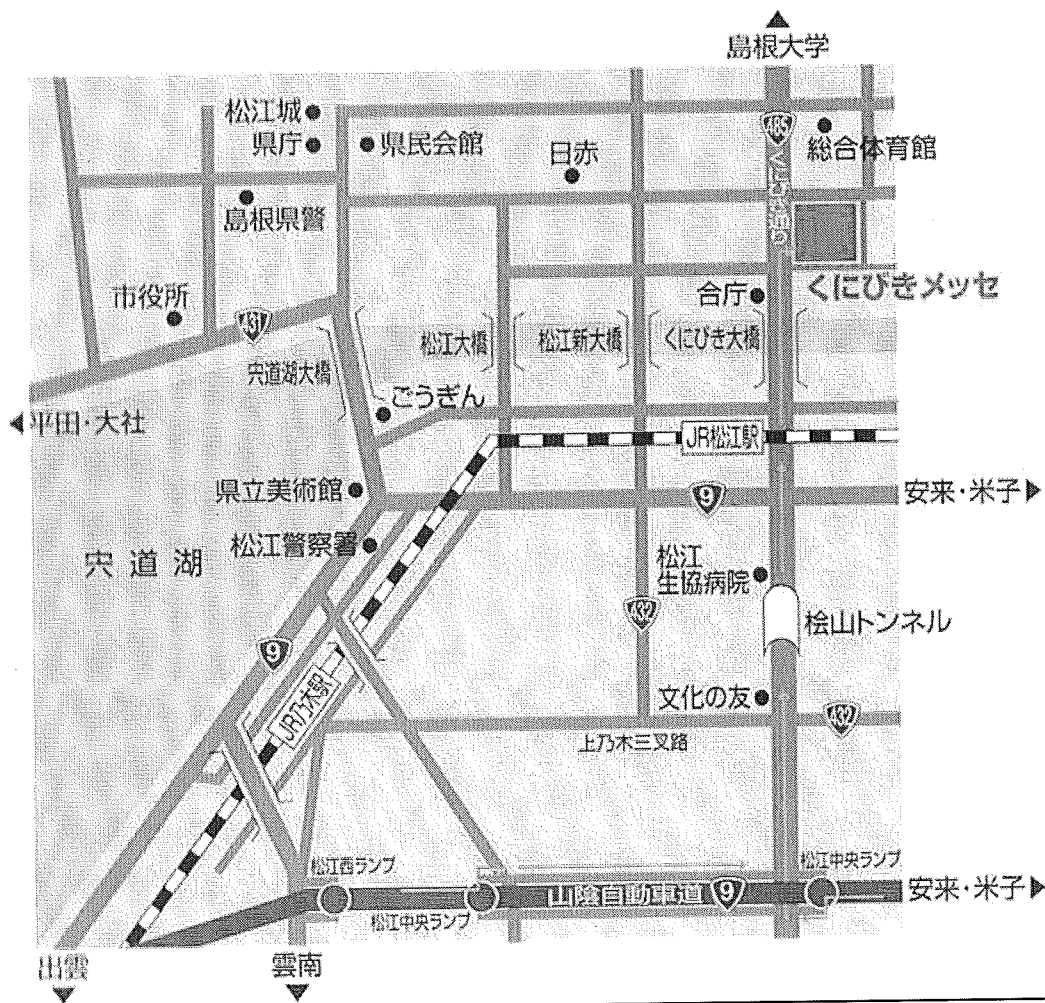 島根大学
松江城
県庁
県民会館
日赤
485
総合体育館
くにびき通り
島根県警
くにびきメッセ
市役所
合庁
431
宍道湖大橋
松江大橋
松江新大橋
くにびき大橋
ごうぎん
平田・大社
JR松江駅
県立美術館
9
安来・米子
松江警察署
宍道湖
松江
生協病院
432
桧山トンネル
9
JR乃木駅
文化の友
432
上乃木三叉路
松江西ランプ
松江中央ランプ
山陰自動車道
9
安来・米子
松江中央ランプ
出雲
雲南